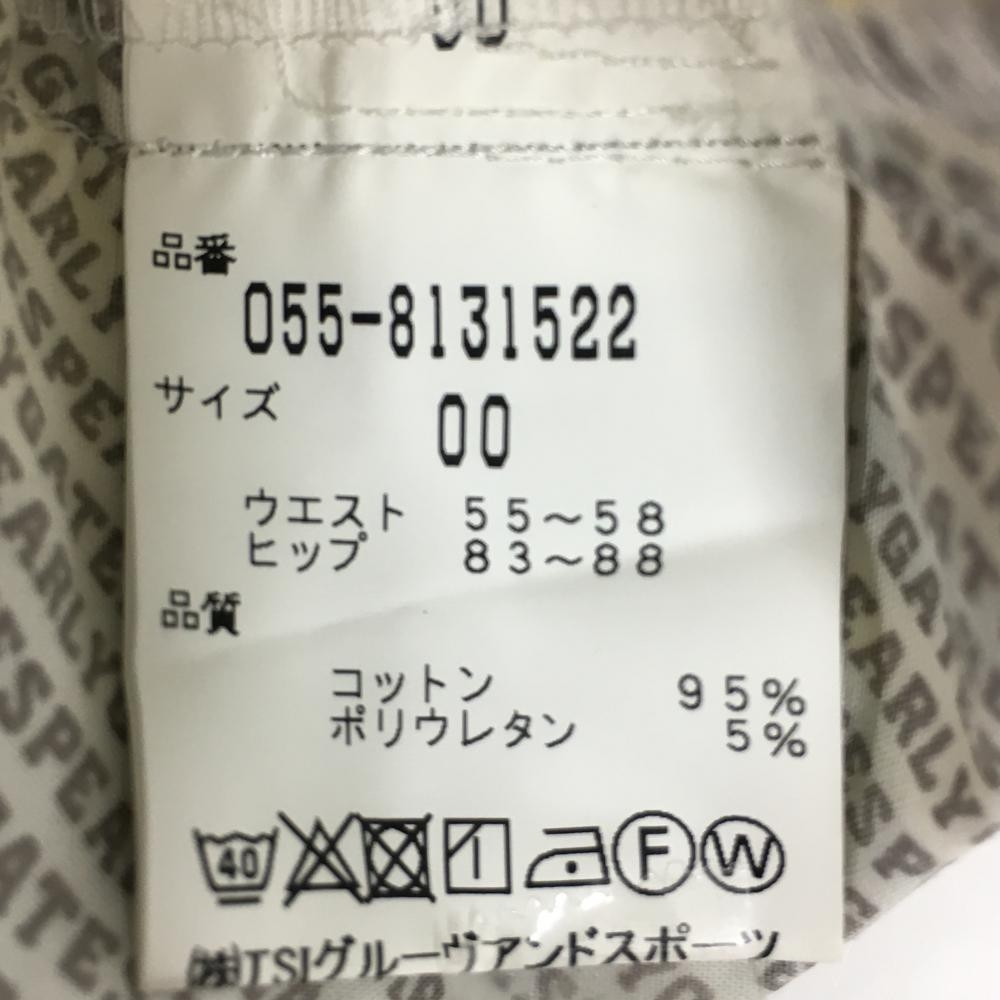 品番
055-8131522
サイズ
00
ウエスト 55～58
ヒップ 83～88
品質
コットン 95%
ポリウレタン 5%
40 F W
㈱TSIグルーヴアンドスポーツ